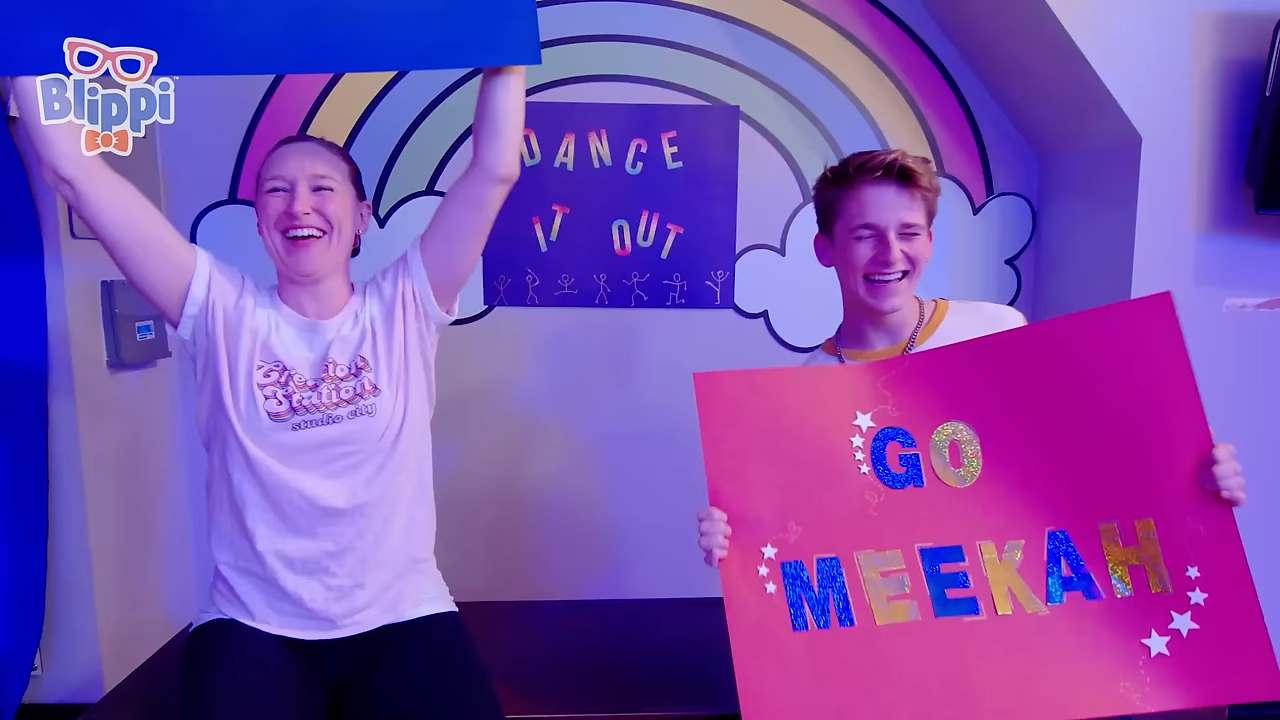 Blippi
DANCE
IT OUT
Creation
Station
studio city
GO
MEEKAH